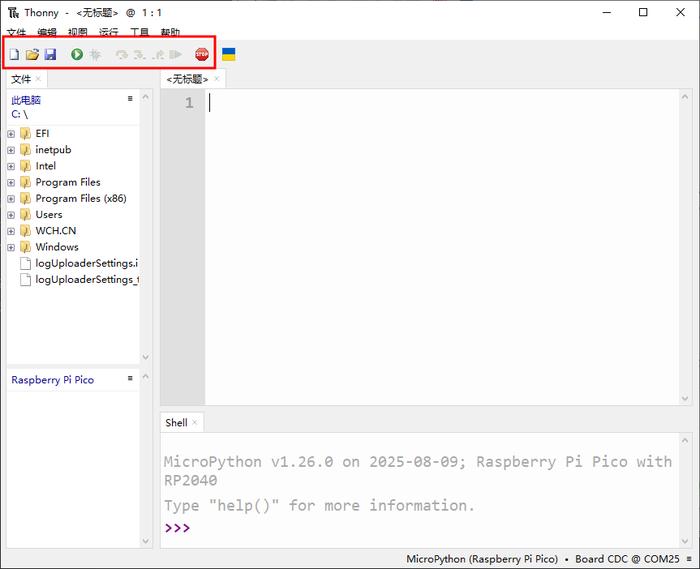 Thonny - <无标题> @ 1 : 1
文件 编辑 视图 运行 工具 帮助
STOP
文件 ×
<无标题> ×
此电脑
C: \
1
EFI
inetpub
Intel
Program Files
Program Files (x86)
Users
WCH.CN
Windows
logUploaderSettings.i
logUploaderSettings_
Raspberry Pi Pico
Shell ×
MicroPython v1.26.0 on 2025-08-09; Raspberry Pi Pico with
RP2040
Type "help()" for more information.
>>>
MicroPython (Raspberry Pi Pico) • Board CDC @ COM25 ≡